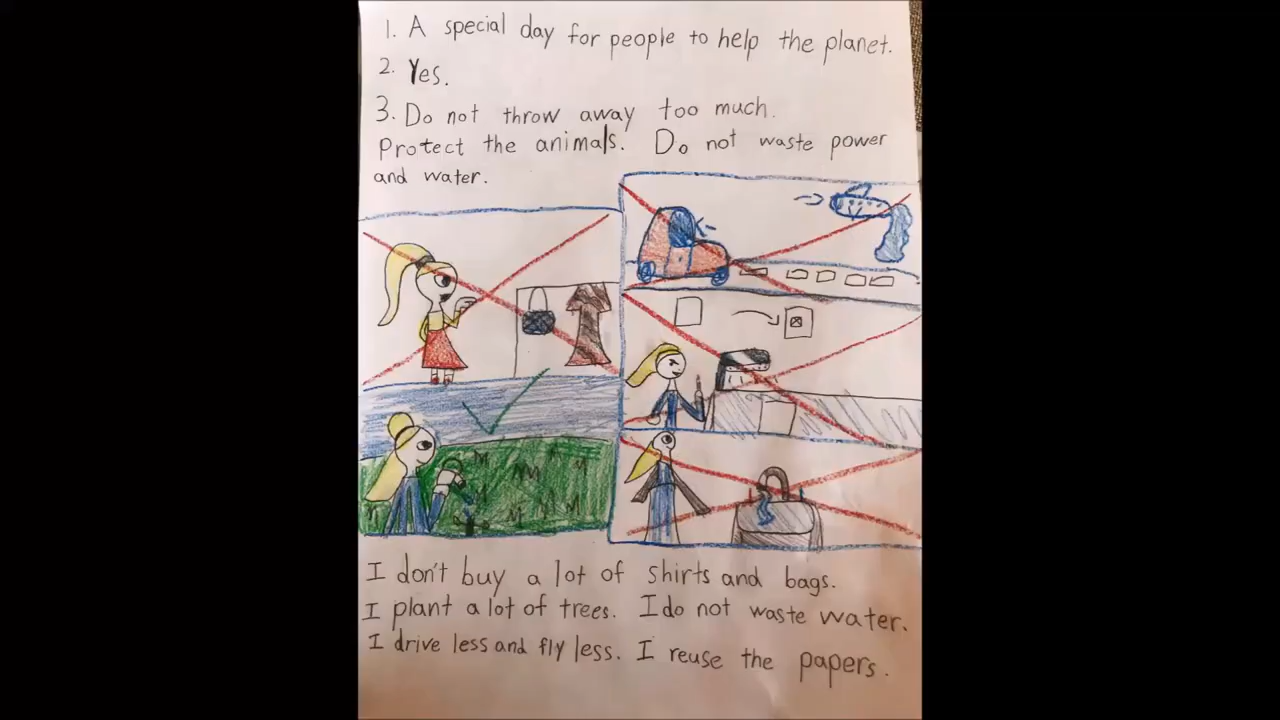 1. A special day for people to help the planet.
2. Yes.
3. Do not throw away too much.
Protect the animals. Do not waste power
and water.
I don't buy a lot of shirts and bags.
I plant a lot of trees. I do not waste water.
I drive less and fly less. I reuse the papers.